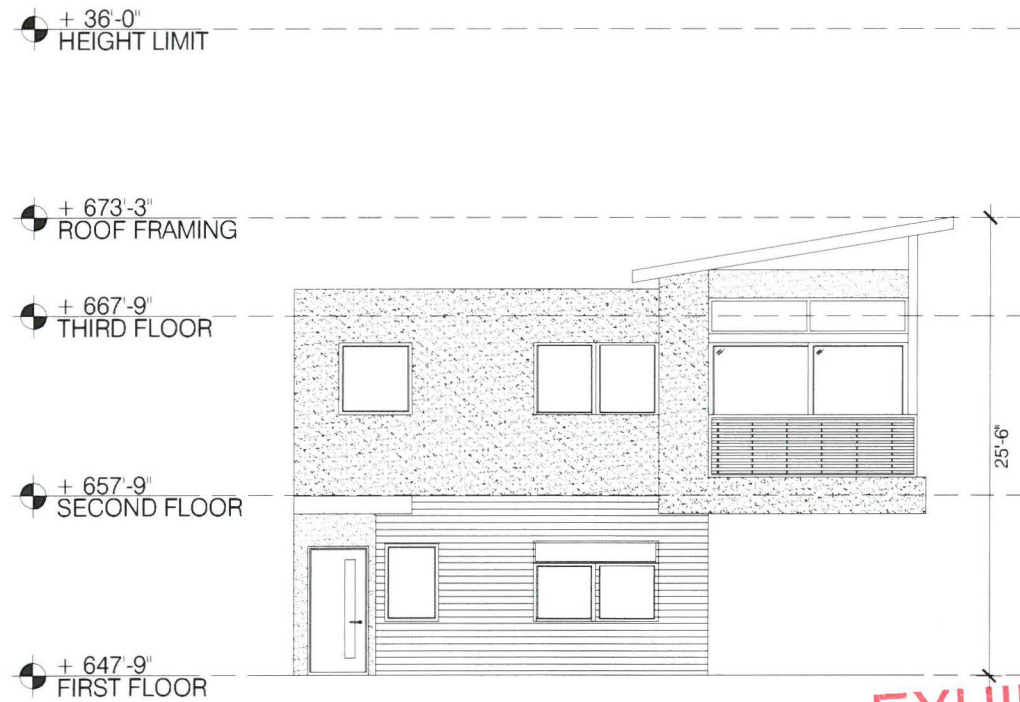 + 36'-0"
HEIGHT LIMIT
+ 673'-3"
ROOF FRAMING
+ 667'-9"
THIRD FLOOR
25'-6"
+ 657'-9"
SECOND FLOOR
+ 647'-9"
FIRST FLOOR